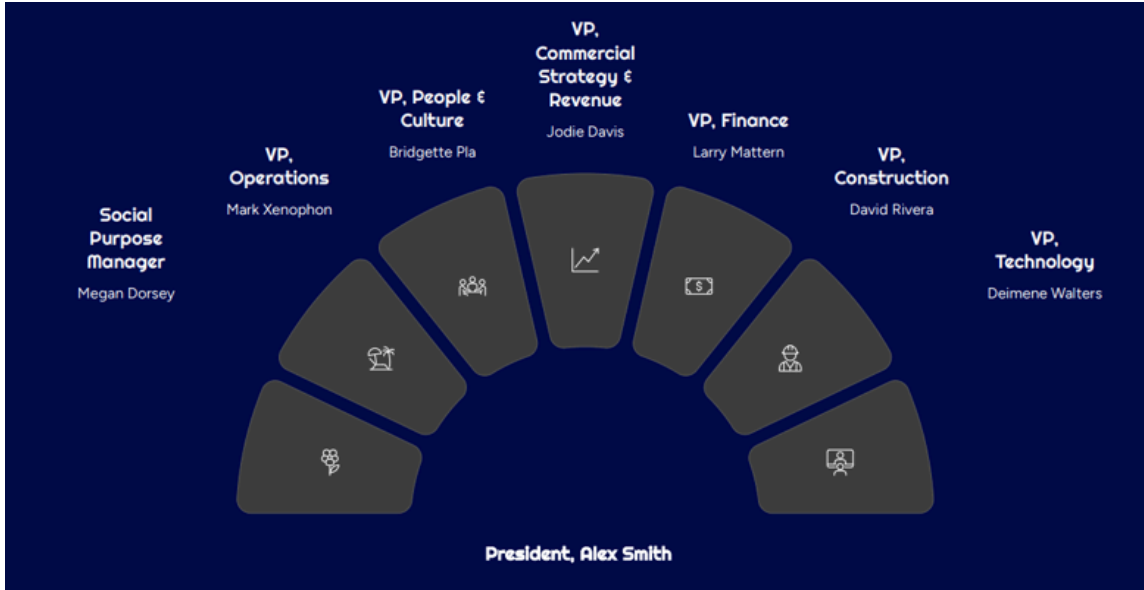 VP,
Commercial
Strategy &
Revenue
Jodie Davis
VP, People &
Culture
Bridgette Pla
VP, Finance
Larry Mattern
VP,
Operations
Mark Xenophon
VP,
Construction
David Rivera
Social
Purpose
Manager
Megan Dorsey
VP,
Technology
Deimene Walters
$
President, Alex Smith